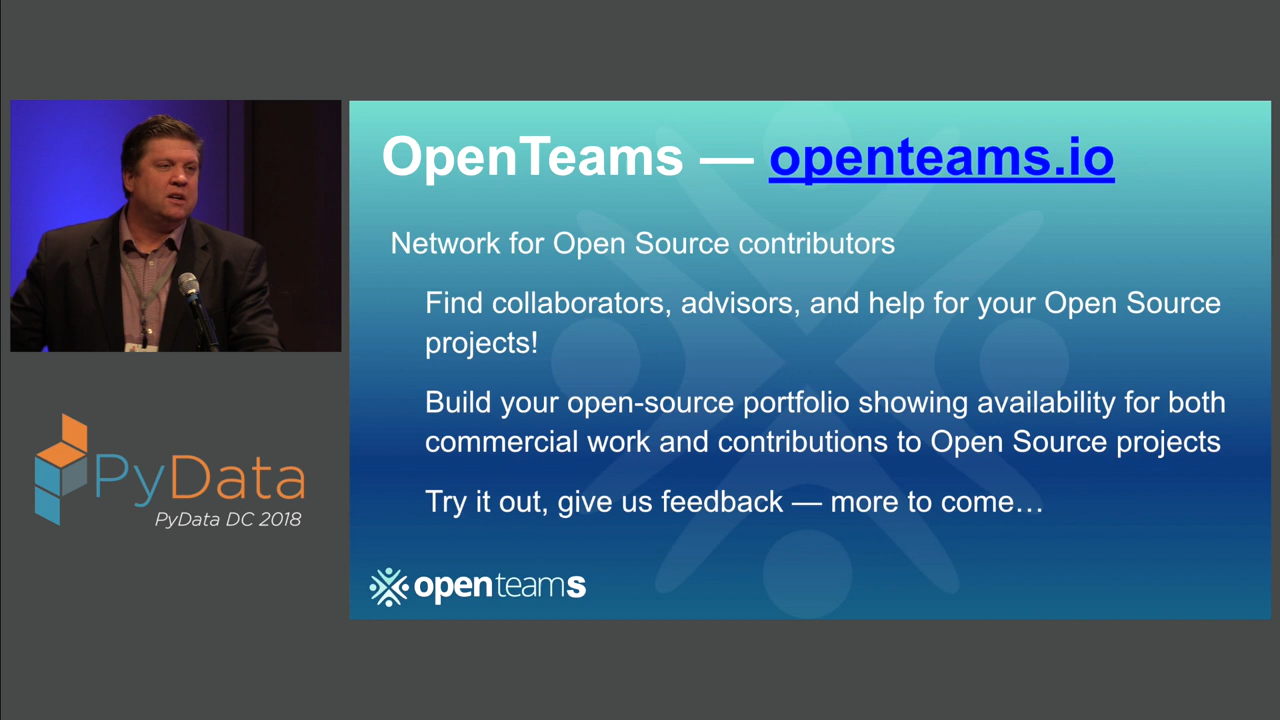 OpenTeams — openteams.io
Network for Open Source contributors
Find collaborators, advisors, and help for your Open Source
projects!
Build your open-source portfolio showing availability for both
commercial work and contributions to Open Source projects
Try it out, give us feedback — more to come…
openteams
PyData
PyData DC 2018